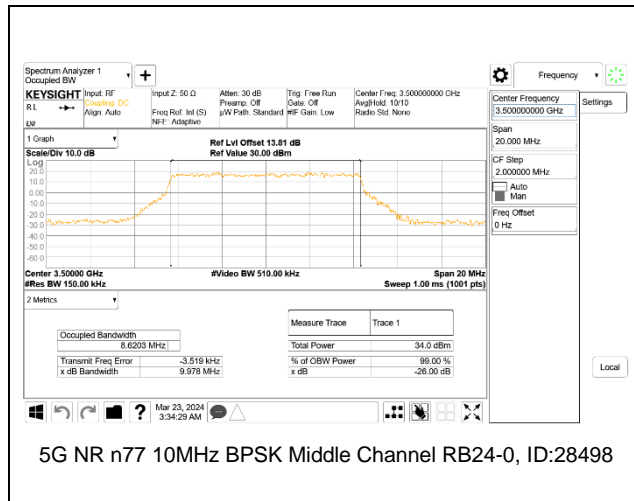 Spectrum Analyzer 1
Occupied BW
Frequency
KEYSIGHT
Input: RF
Coupling: DC
Align: Auto
Input Z: 50 Ω
Freq Ref: Int (S)
NFE: Adaptive
Atten: 30 dB
Preamp: Off
µW Path: Standard
Trig: Free Run
Gate: Off
#IF Gain: Low
Center Freq: 3.500000000 GHz
Avg|Hold: 10/10
Radio Std: None
RL
Center Frequency
3.500000000 GHz
Settings
Span
20.000 MHz
CF Step
2.000000 MHz
Auto
Man
Freq Offset
0 Hz
Local
1 Graph
Scale/Div 10.0 dB
Ref Lvl Offset 13.81 dB
Ref Value 30.00 dBm
Log
20.0
10.0
0.00
-10.0
-20.0
-30.0
-40.0
-50.0
-60.0
Center 3.50000 GHz
#Video BW 510.00 kHz
Span 20 MHz
#Res BW 150.00 kHz
Sweep 1.00 ms (1001 pts)
2 Metrics
Measure Trace
Trace 1
Occupied Bandwidth
8.6203 MHz
Total Power
34.0 dBm
Transmit Freq Error
-3.519 kHz
% of OBW Power
99.00 %
x dB Bandwidth
9.978 MHz
x dB
-26.00 dB
Mar 23, 2024
3:34:29 AM
5G NR n77 10MHz BPSK Middle Channel RB24-0, ID:28498